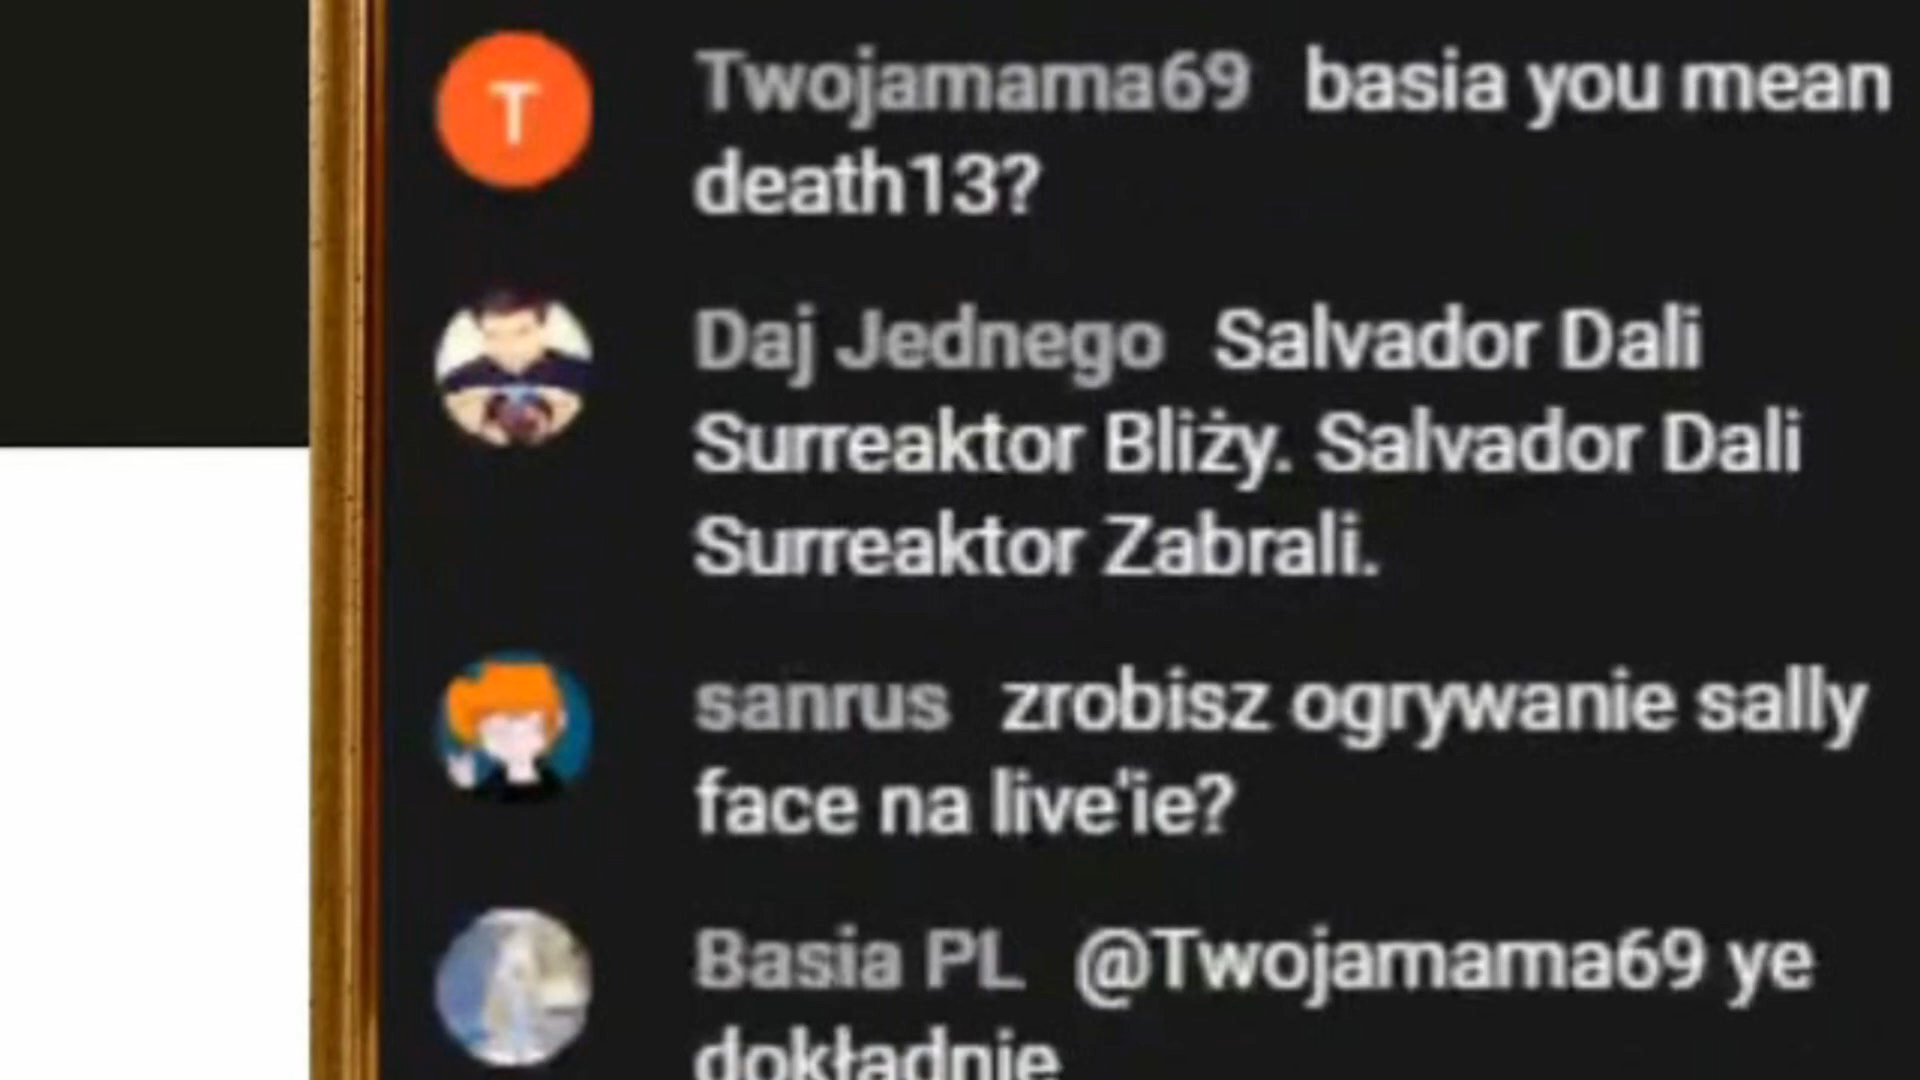 T
Twojamama69 basia you mean
death13?
Daj Jednego Salvador Dali
Surreaktor Bliży. Salvador Dali
Surreaktor Zabrali.
sanrus zrobisz ogrywanie sally
face na live'ie?
Basia PL @Twojamama69 ye
dokładnie